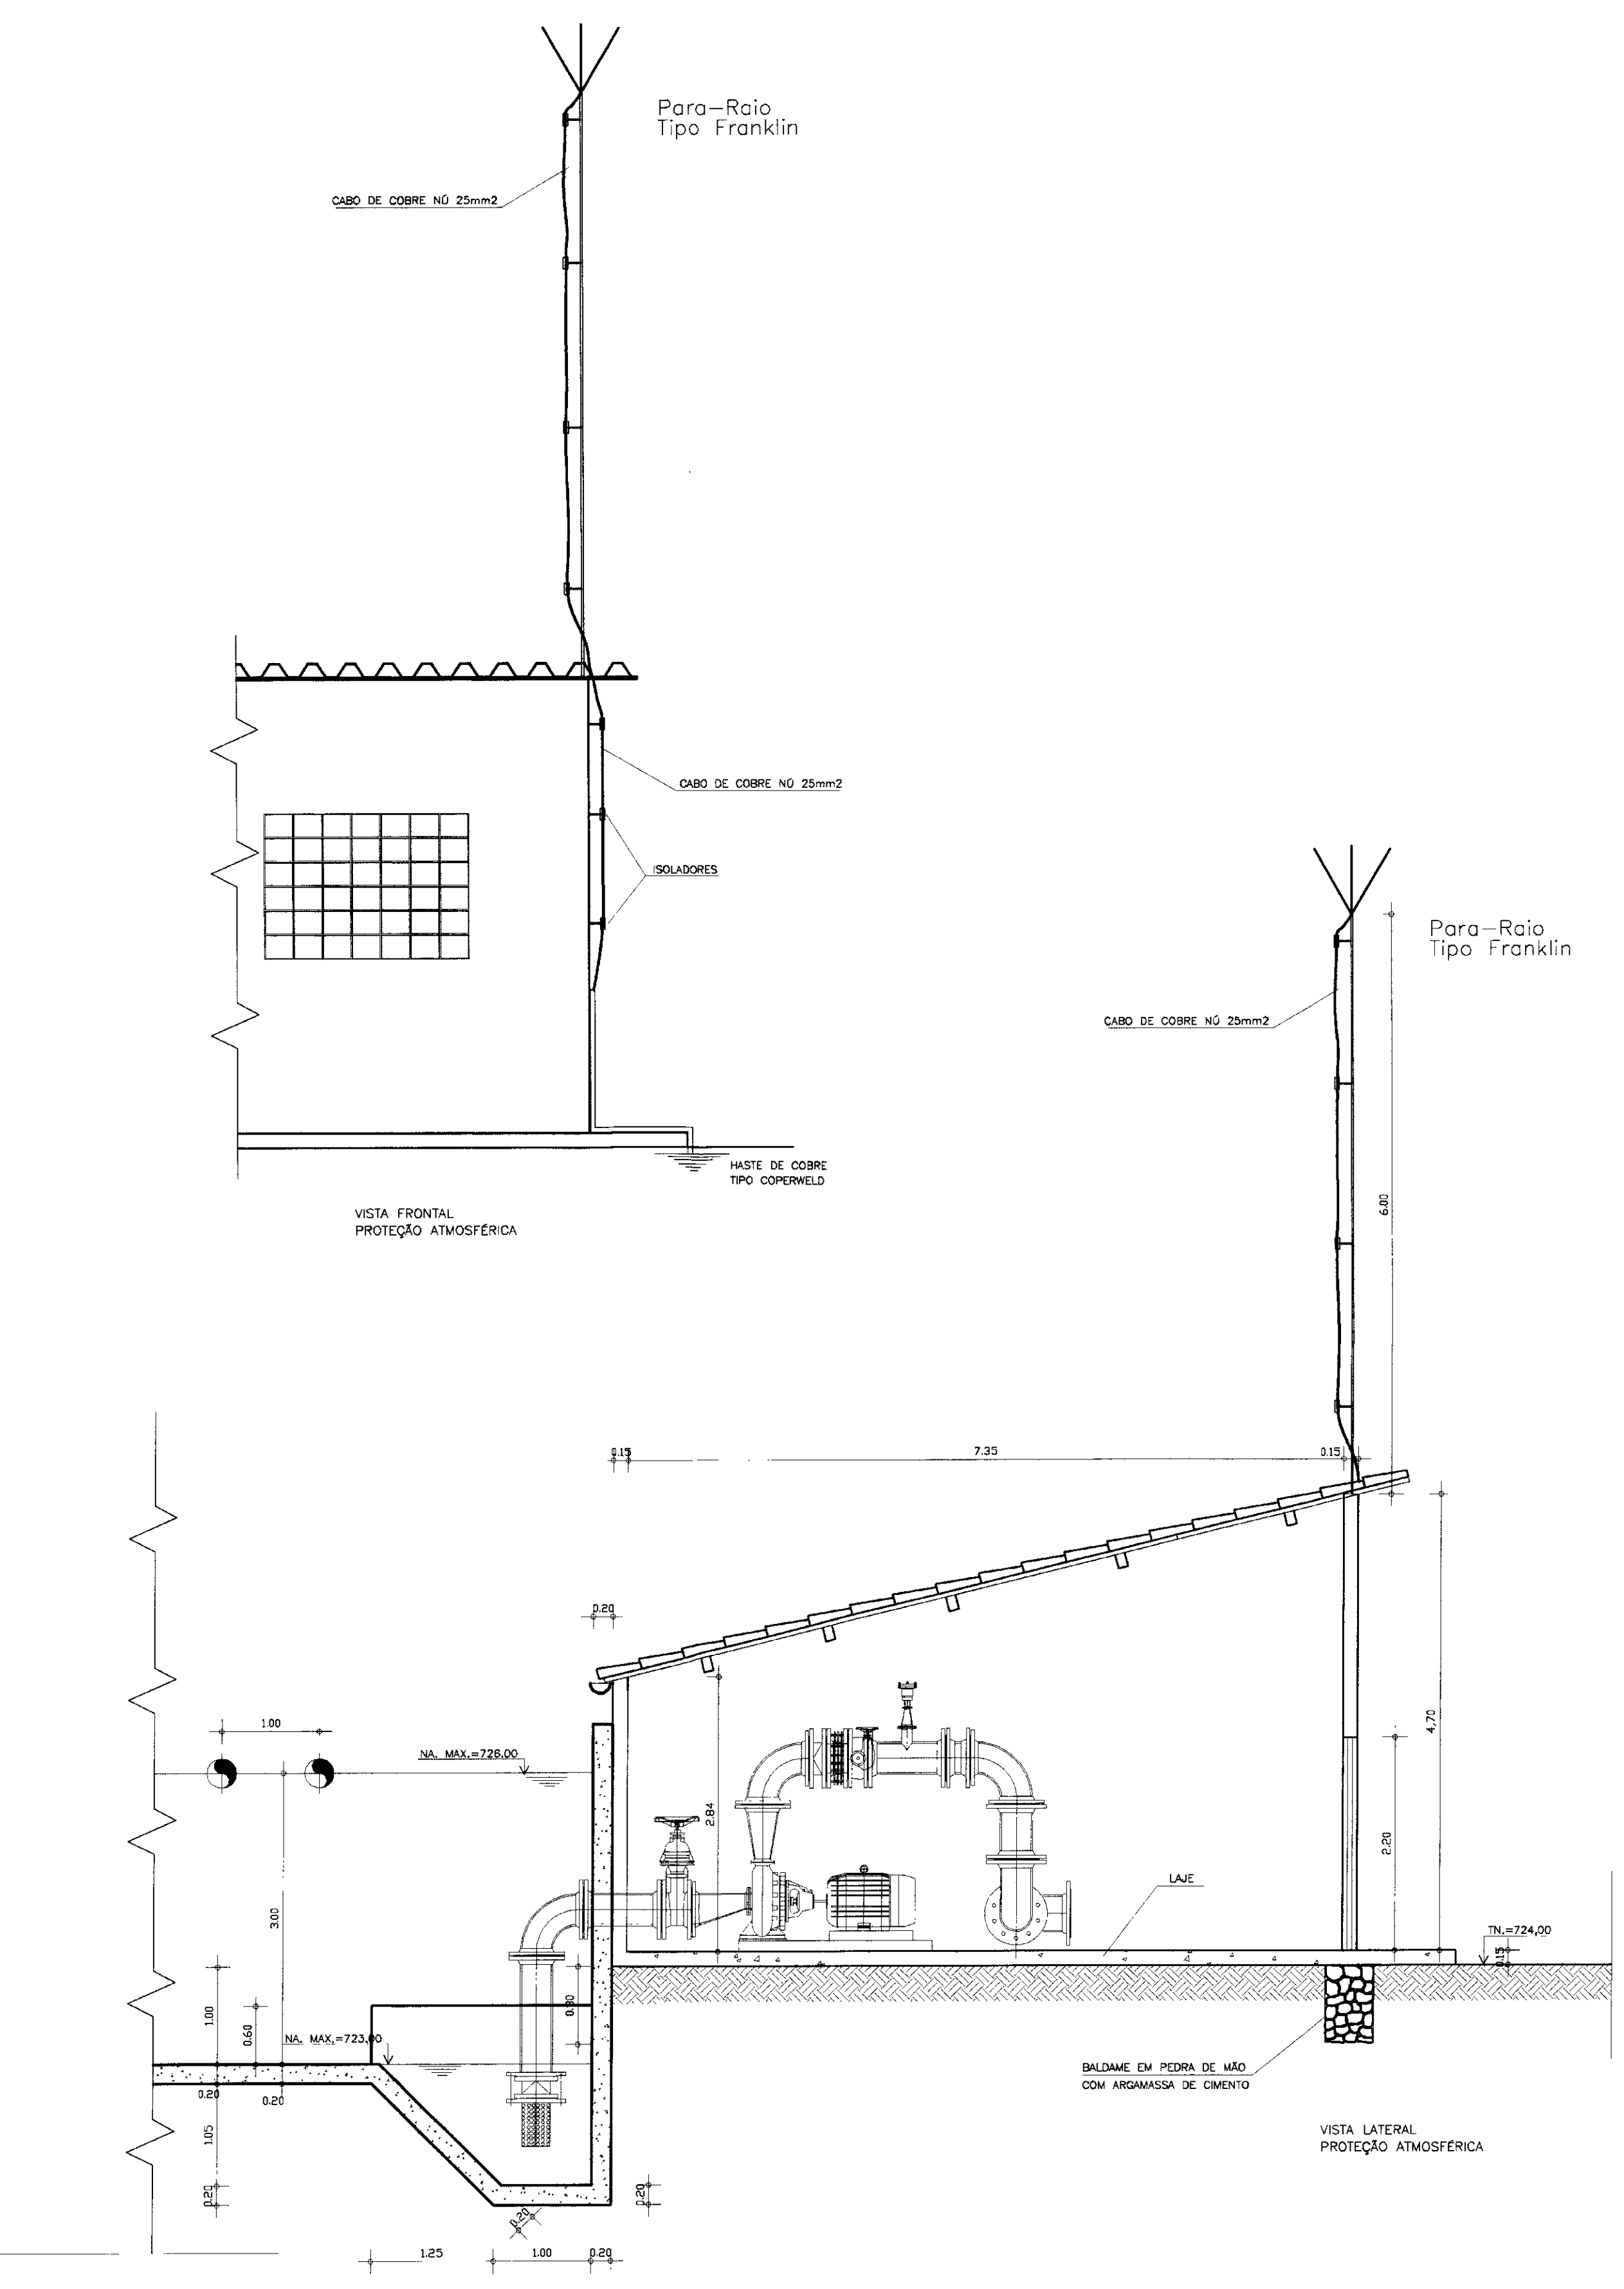 Para-Raio
Tipo Franklin
CABO DE COBRE NÚ 25mm2
CABO DE COBRE NÚ 25mm2
ISOLADORES
HASTE DE COBRE
TIPO COPERWELD
VISTA FRONTAL
PROTEÇÃO ATMOSFÉRICA
Para-Raio
Tipo Franklin
CABO DE COBRE NÚ 25mm2
6.00
0.15
7.35
0.15
0.20
4,70
1.00
NA. MAX.=726,00
2.84
2.20
LAJE
3.00
TN.=724,00
0.15
1.00
0.60
0.80
NA. MAX.=723,00
BALDAME EM PEDRA DE MÃO
COM ARGAMASSA DE CIMENTO
0.20
0.20
1.05
VISTA LATERAL
PROTEÇÃO ATMOSFÉRICA
0.20
0.20
0.20
1.25
1.00
0.20